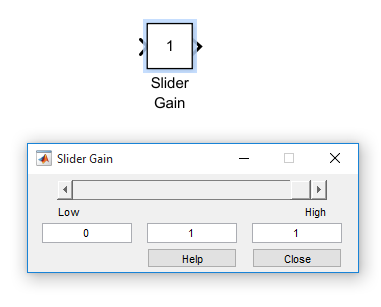 1
Slider
Gain
Slider Gain
Low High
0 1 1
Help Close